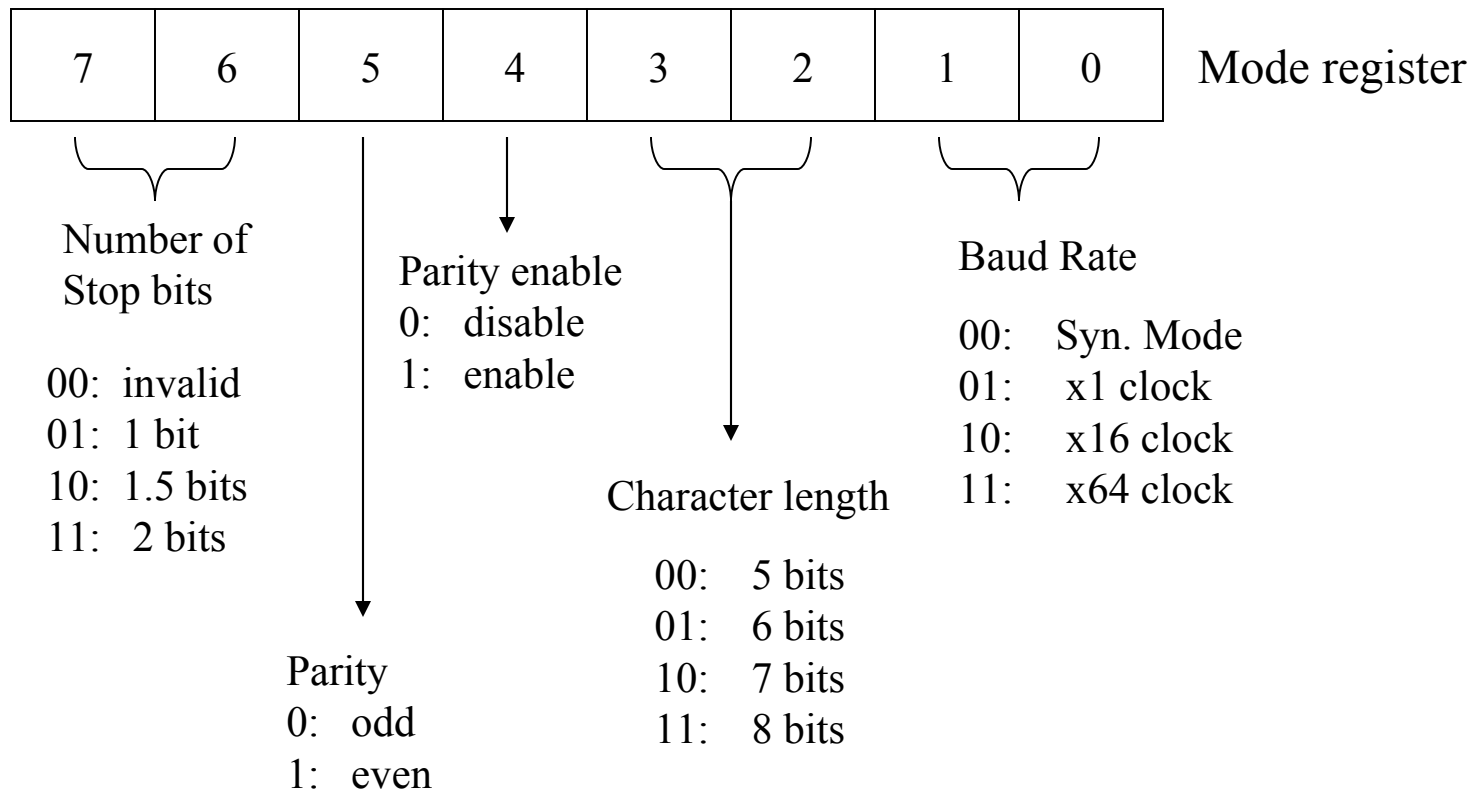 7 6 5 4 3 2 1 0 Mode register
Number of
Stop bits
00: invalid
01: 1 bit
10: 1.5 bits
11: 2 bits
Parity
0: odd
1: even
Parity enable
0: disable
1: enable
Character length
00: 5 bits
01: 6 bits
10: 7 bits
11: 8 bits
Baud Rate
00: Syn. Mode
01: x1 clock
10: x16 clock
11: x64 clock